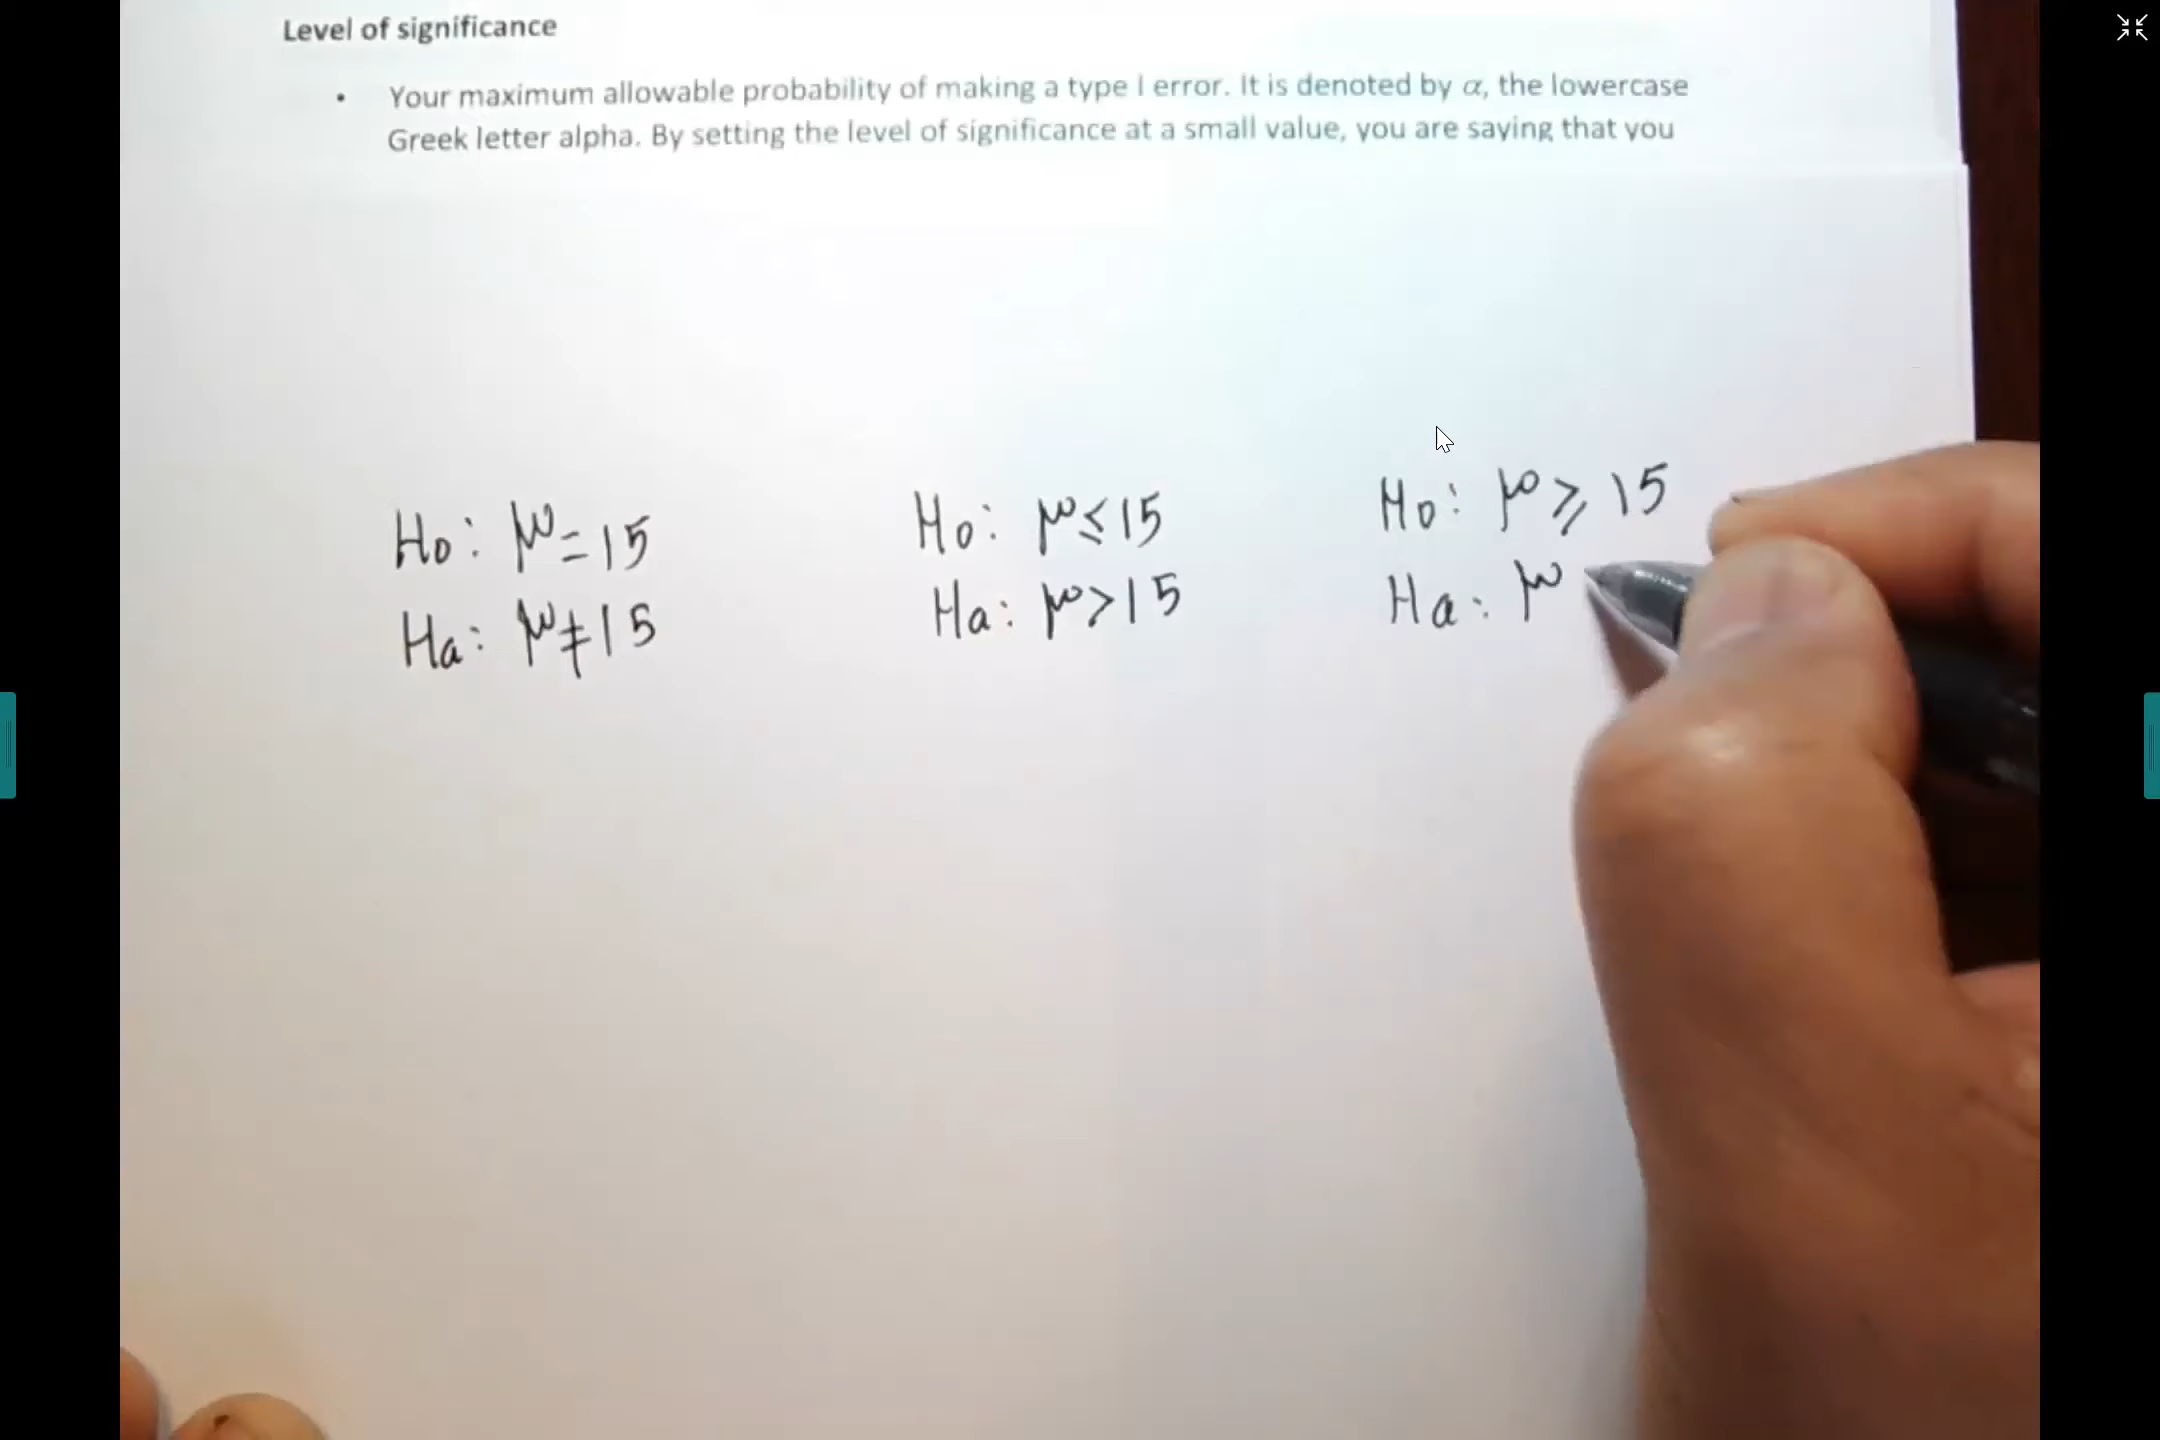 Level of significance
• Your maximum allowable probability of making a type I error. It is denoted by α, the lowercase
Greek letter alpha. By setting the level of significance at a small value, you are saying that you
Ho: μ = 15
Ha: μ ≠ 15
Ho: μ ≤ 15
Ha: μ > 15
Ho: μ ≥ 15
Ha: μ